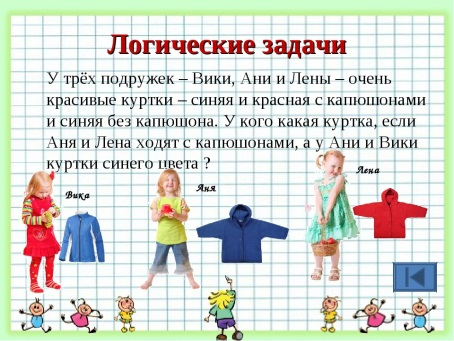 Логические задачи
У трёх подружек – Вики, Ани и Лены – очень
красивые куртки – синяя и красная с капюшонами
и синяя без капюшона. У кого какая куртка, если
Аня и Лена ходят с капюшонами, а у Ани и Вики
куртки синего цвета ?
Вика
Аня
Лена